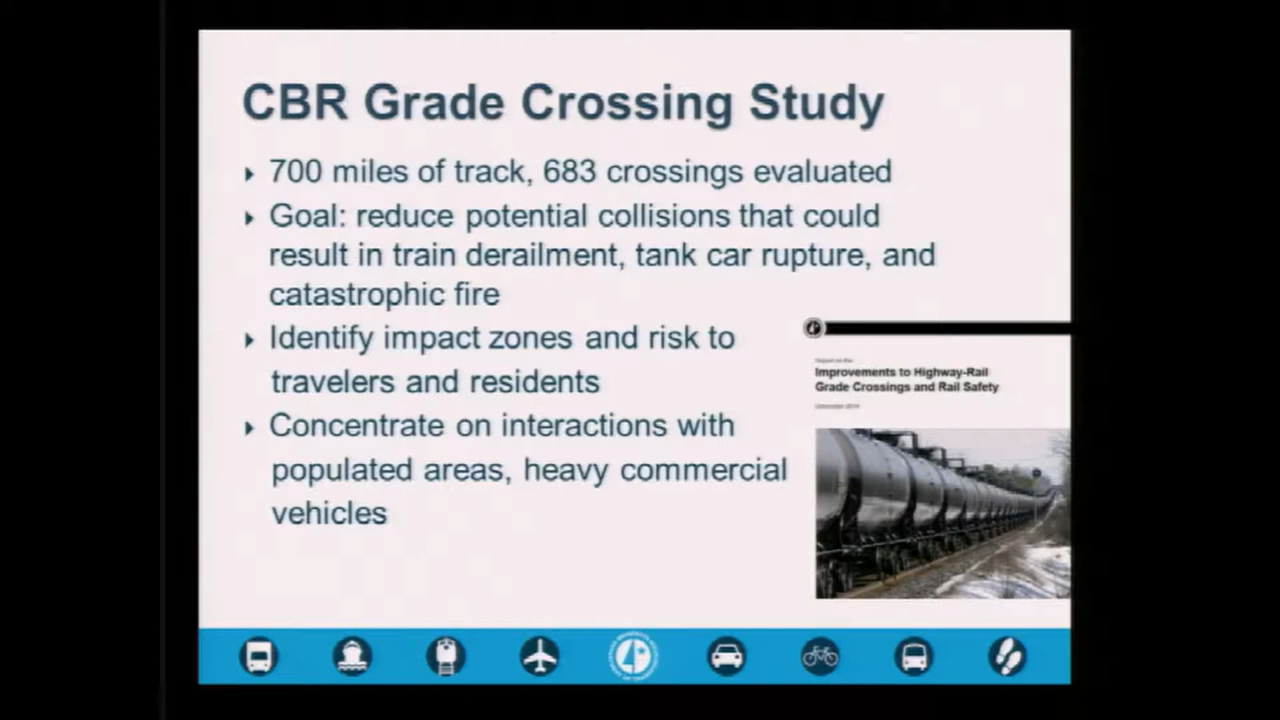 CBR Grade Crossing Study
700 miles of track, 683 crossings evaluated
Goal: reduce potential collisions that could
result in train derailment, tank car rupture, and
catastrophic fire
Identify impact zones and risk to
travelers and residents
Concentrate on interactions with
populated areas, heavy commercial
vehicles
Improvements to Highway-Rail
Grade Crossings and Rail Safety